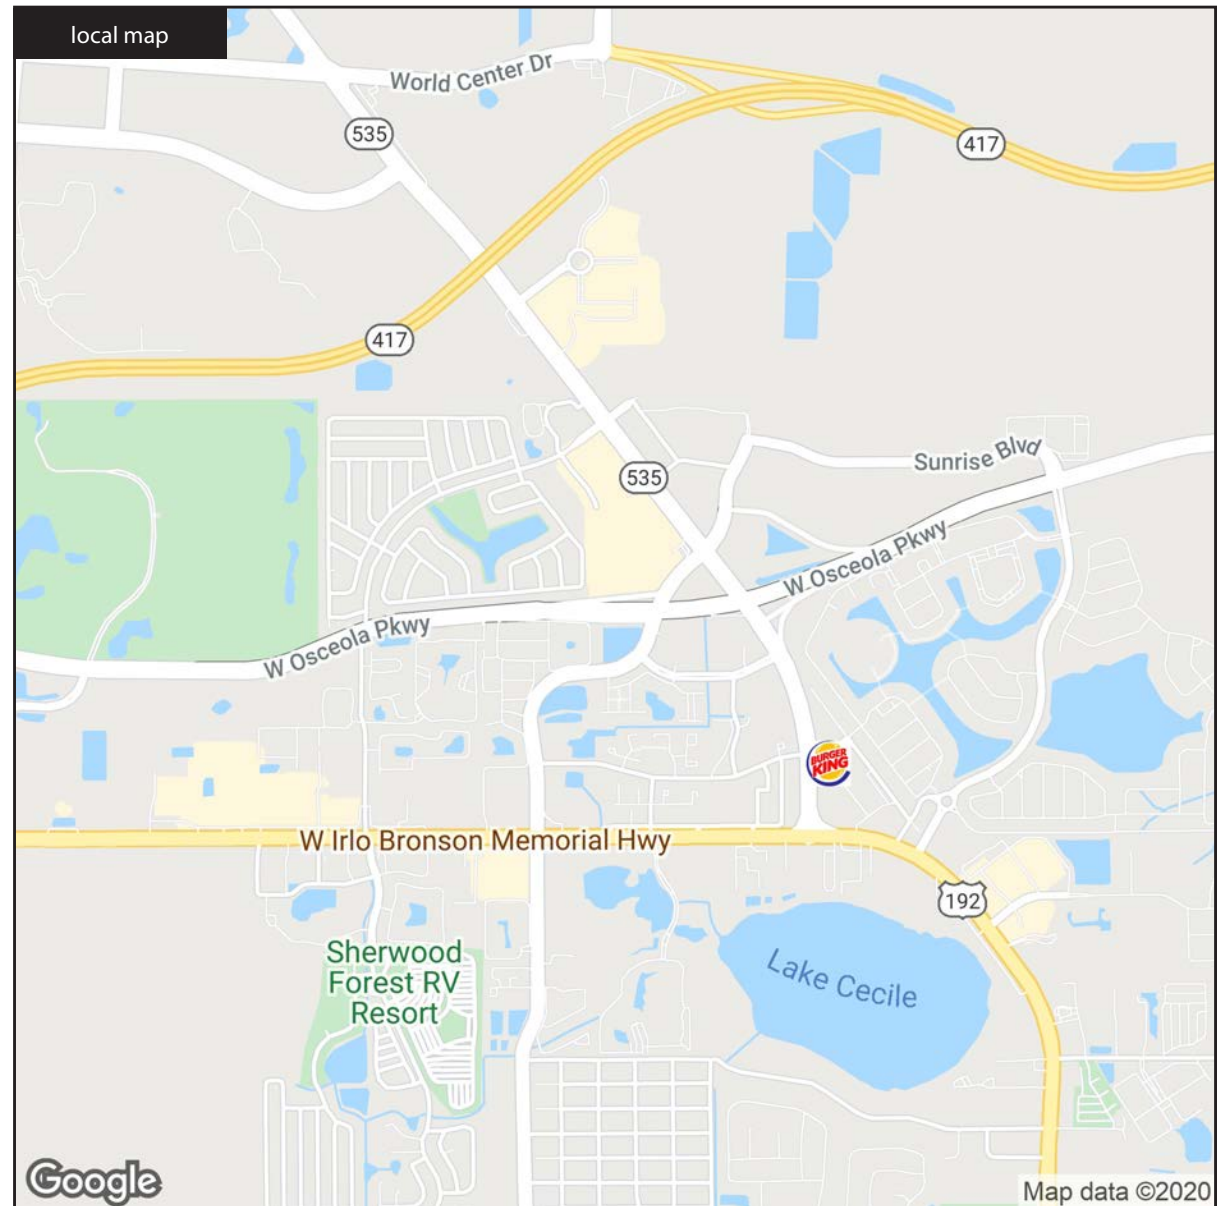 local map
World Center Dr
535
417
417
Sunrise Blvd
535
W Osceola Pkwy
W Osceola Pkwy
BURGER
KING
W Irlo Bronson Memorial Hwy
192
Sherwood
Forest RV
Resort
Lake Cecile
Google
Map data ©2020